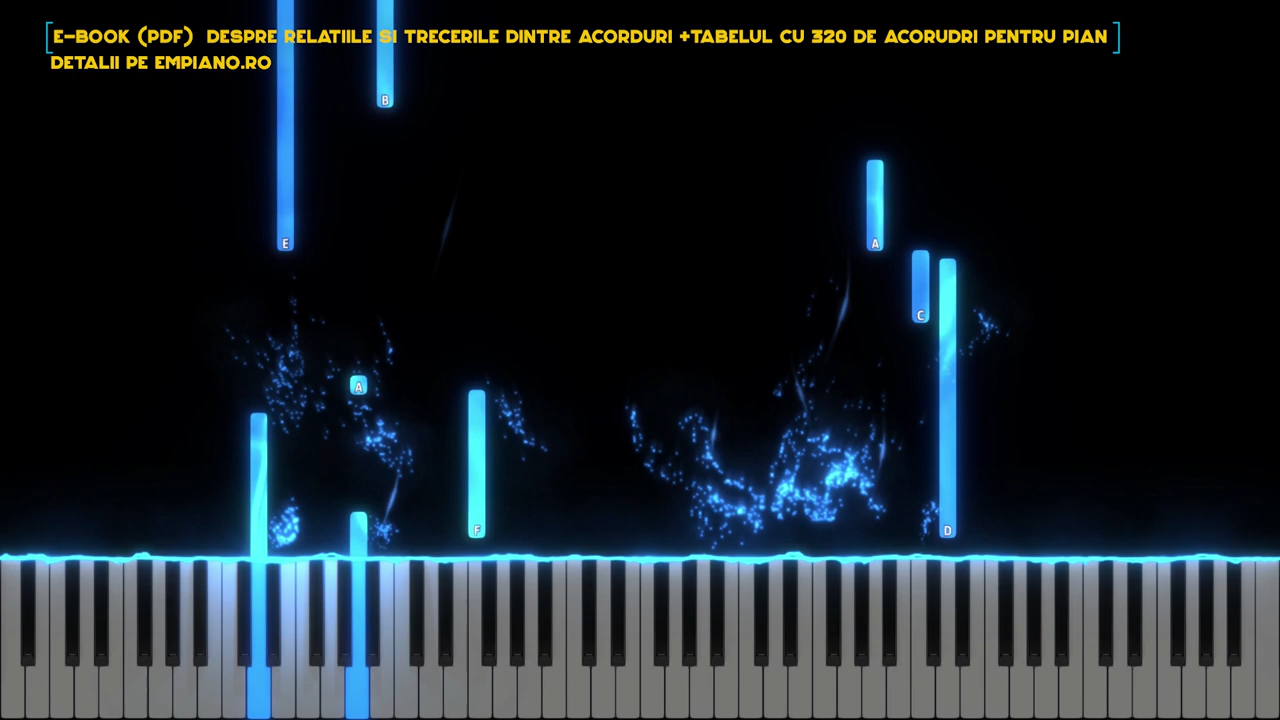 E-BOOK (PDF) DESPRE RELATIILE SI TRECERILE DINTRE ACORDURI +TABELUL CU 320 DE ACORUDRI PENTRU PIAN
DETALII PE EMPIANO.RO
B
A
E
C
A
F
D